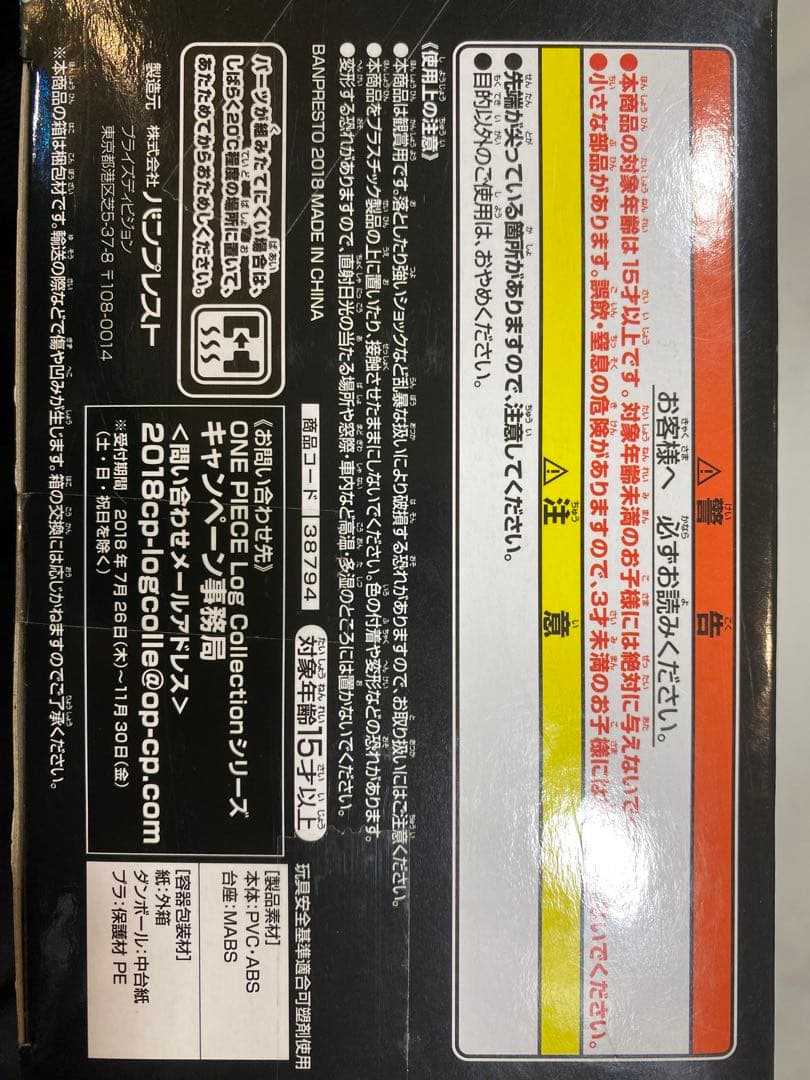 お客様へ 必ずお読みください。
⚠警告
●本商品の対象年齢は15才以上です。対象年齢未満のお子様には絶対に与えないで
ないでください。
●小さな部品があります。誤飲・窒息の危険がありますので、3才未満のお子様には
⚠注意
●先端が尖っている箇所がありますので、注意してください。
●目的以外のご使用は、おやめください。
《使用上の注意》
●本商品は観賞用です。落としたり強いショックなど乱暴な扱いにより破損する恐れがありますので、お取り扱いにはご注意ください。
●本商品をプラスチック製品の上に置いたり、接触させたままにしないでください。色の付着や変形などの恐れがあります。
●変形する恐れがありますので、直射日光の当たる場所や窓際・車内など高温、多湿のところには置かないでください。
BANPRESTO 2018 MADE IN CHINA
商品コード 38794
対象年齢15才以上
玩具安全基準適合可塑剤使用
パーツが組みたてにくい場合は、
しばらく20℃程度の場所に置いて、
あたためてからおためしください。
製造元 株式会社バンプレスト
プライズディビジョン
東京都港区芝5-37-8 〒108-0014
《お問い合わせ先》
ONE PIECE Log Collectionシリーズ
キャンペーン事務局
<問い合わせメールアドレス>
2018cp-logcolle@op-cp.com
※受付期間/2018年7月26日(木)~11月30日(金)
(土・日・祝日を除く)
[製品素材]
本体:PVC・ABS
台座:MABS
[容器包装材]
紙:外箱
ダンボール:中台紙
プラ:保護材 PE
※本商品の箱は梱包材です。輸送の際などで傷や凹みが生じます。箱の交換には応じかねますのでご了承ください。